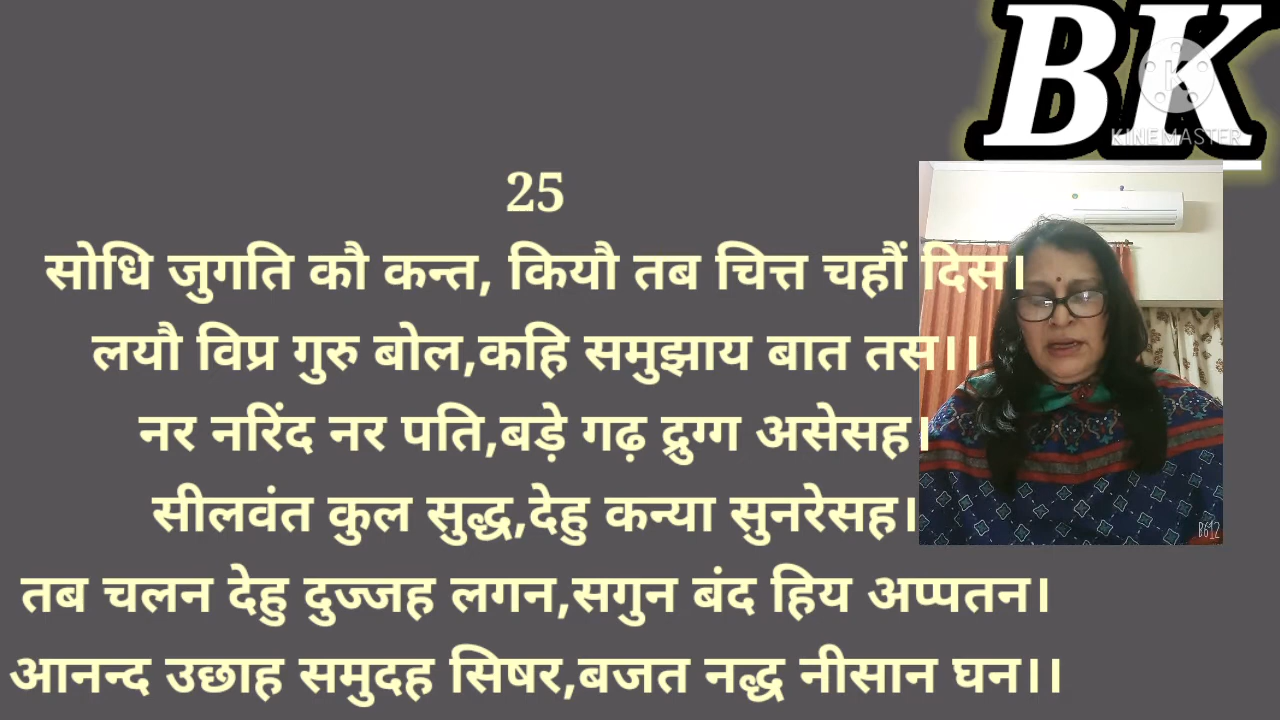 BK
KINEMASTER
25
सोधि जुगति कौ कन्त, कियौ तब चित्त चहौं दिस।
लयौ विप्र गुरु बोल,कहि समुझाय बात तस।।
नर नरिंद नर पति,बड़े गढ़ द्रुग्ग असेसह।
सीलवंत कुल सुद्ध,देहु कन्या सुनरेसह।
तब चलन देहु दुज्जह लगन,सगुन बंद हिय अप्पतन।
आनन्द उछाह समुदह सिषर,बजत नद्ध नीसान घन।।
B612